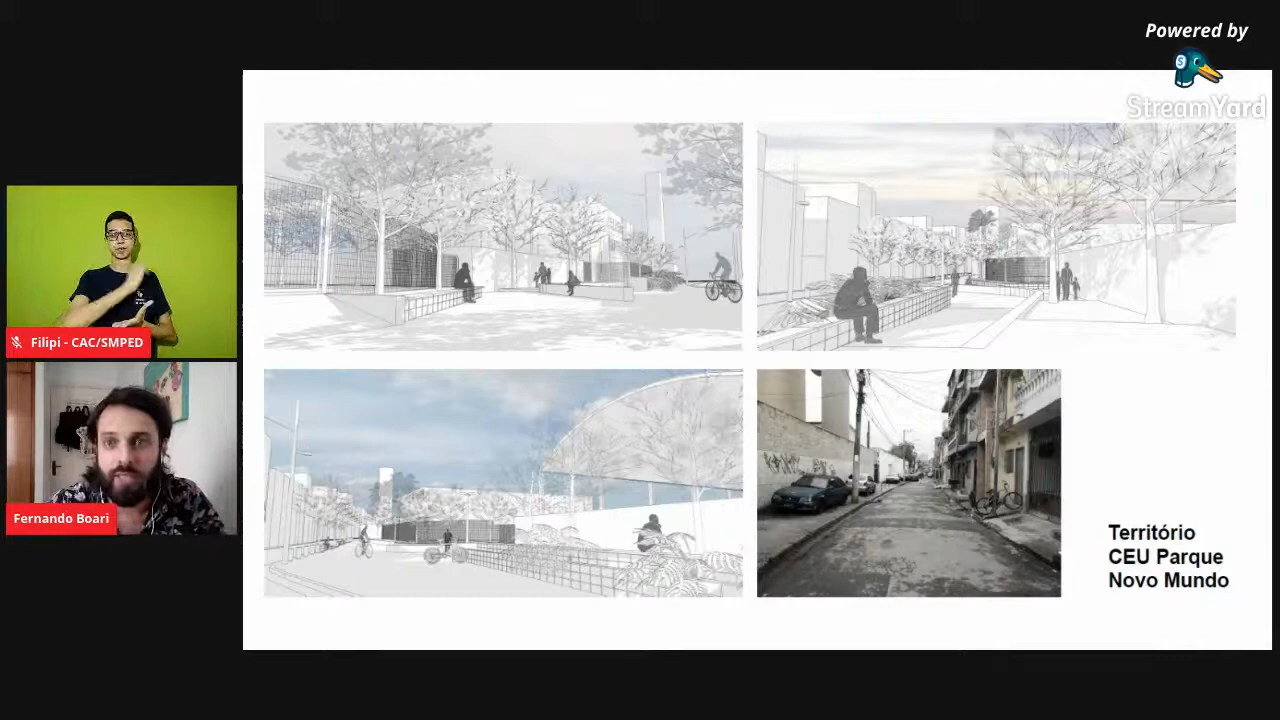 Powered by
StreamYard
Filipi - CAC/SMPED
Fernando Boari
Território
CEU Parque
Novo Mundo